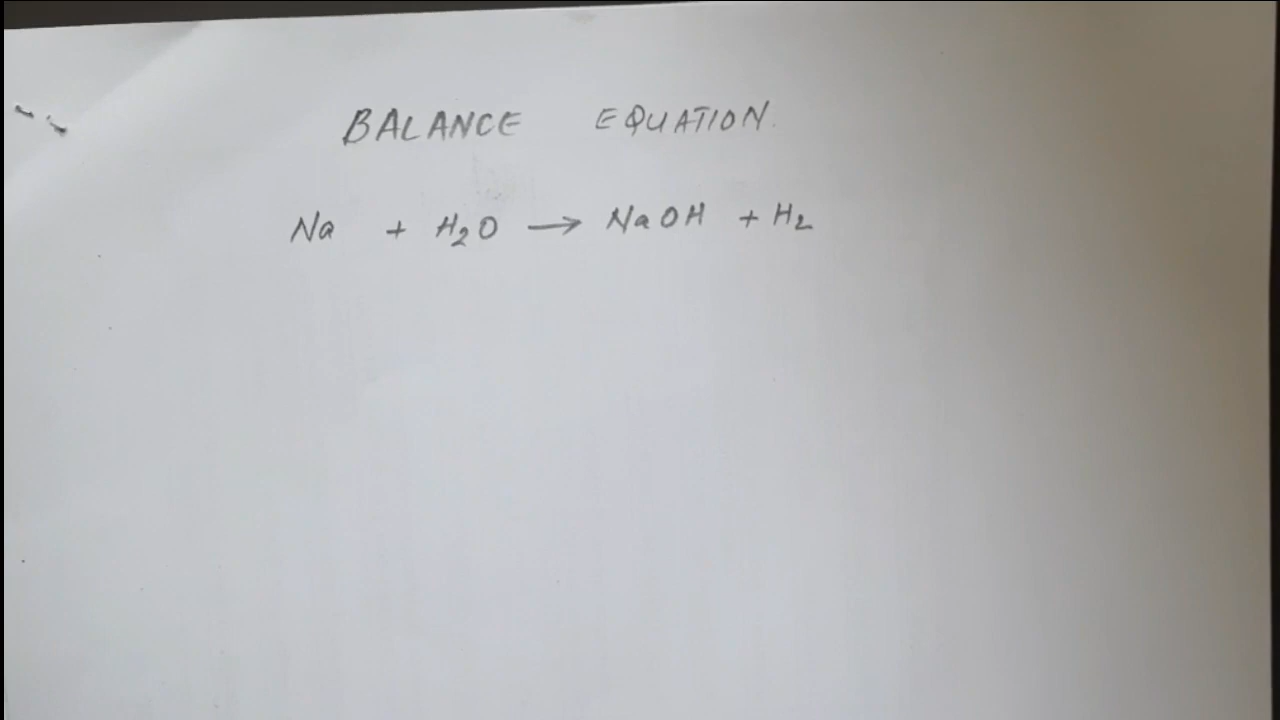 BALANCE EQUATION.
Na + H₂O → NaOH + H₂